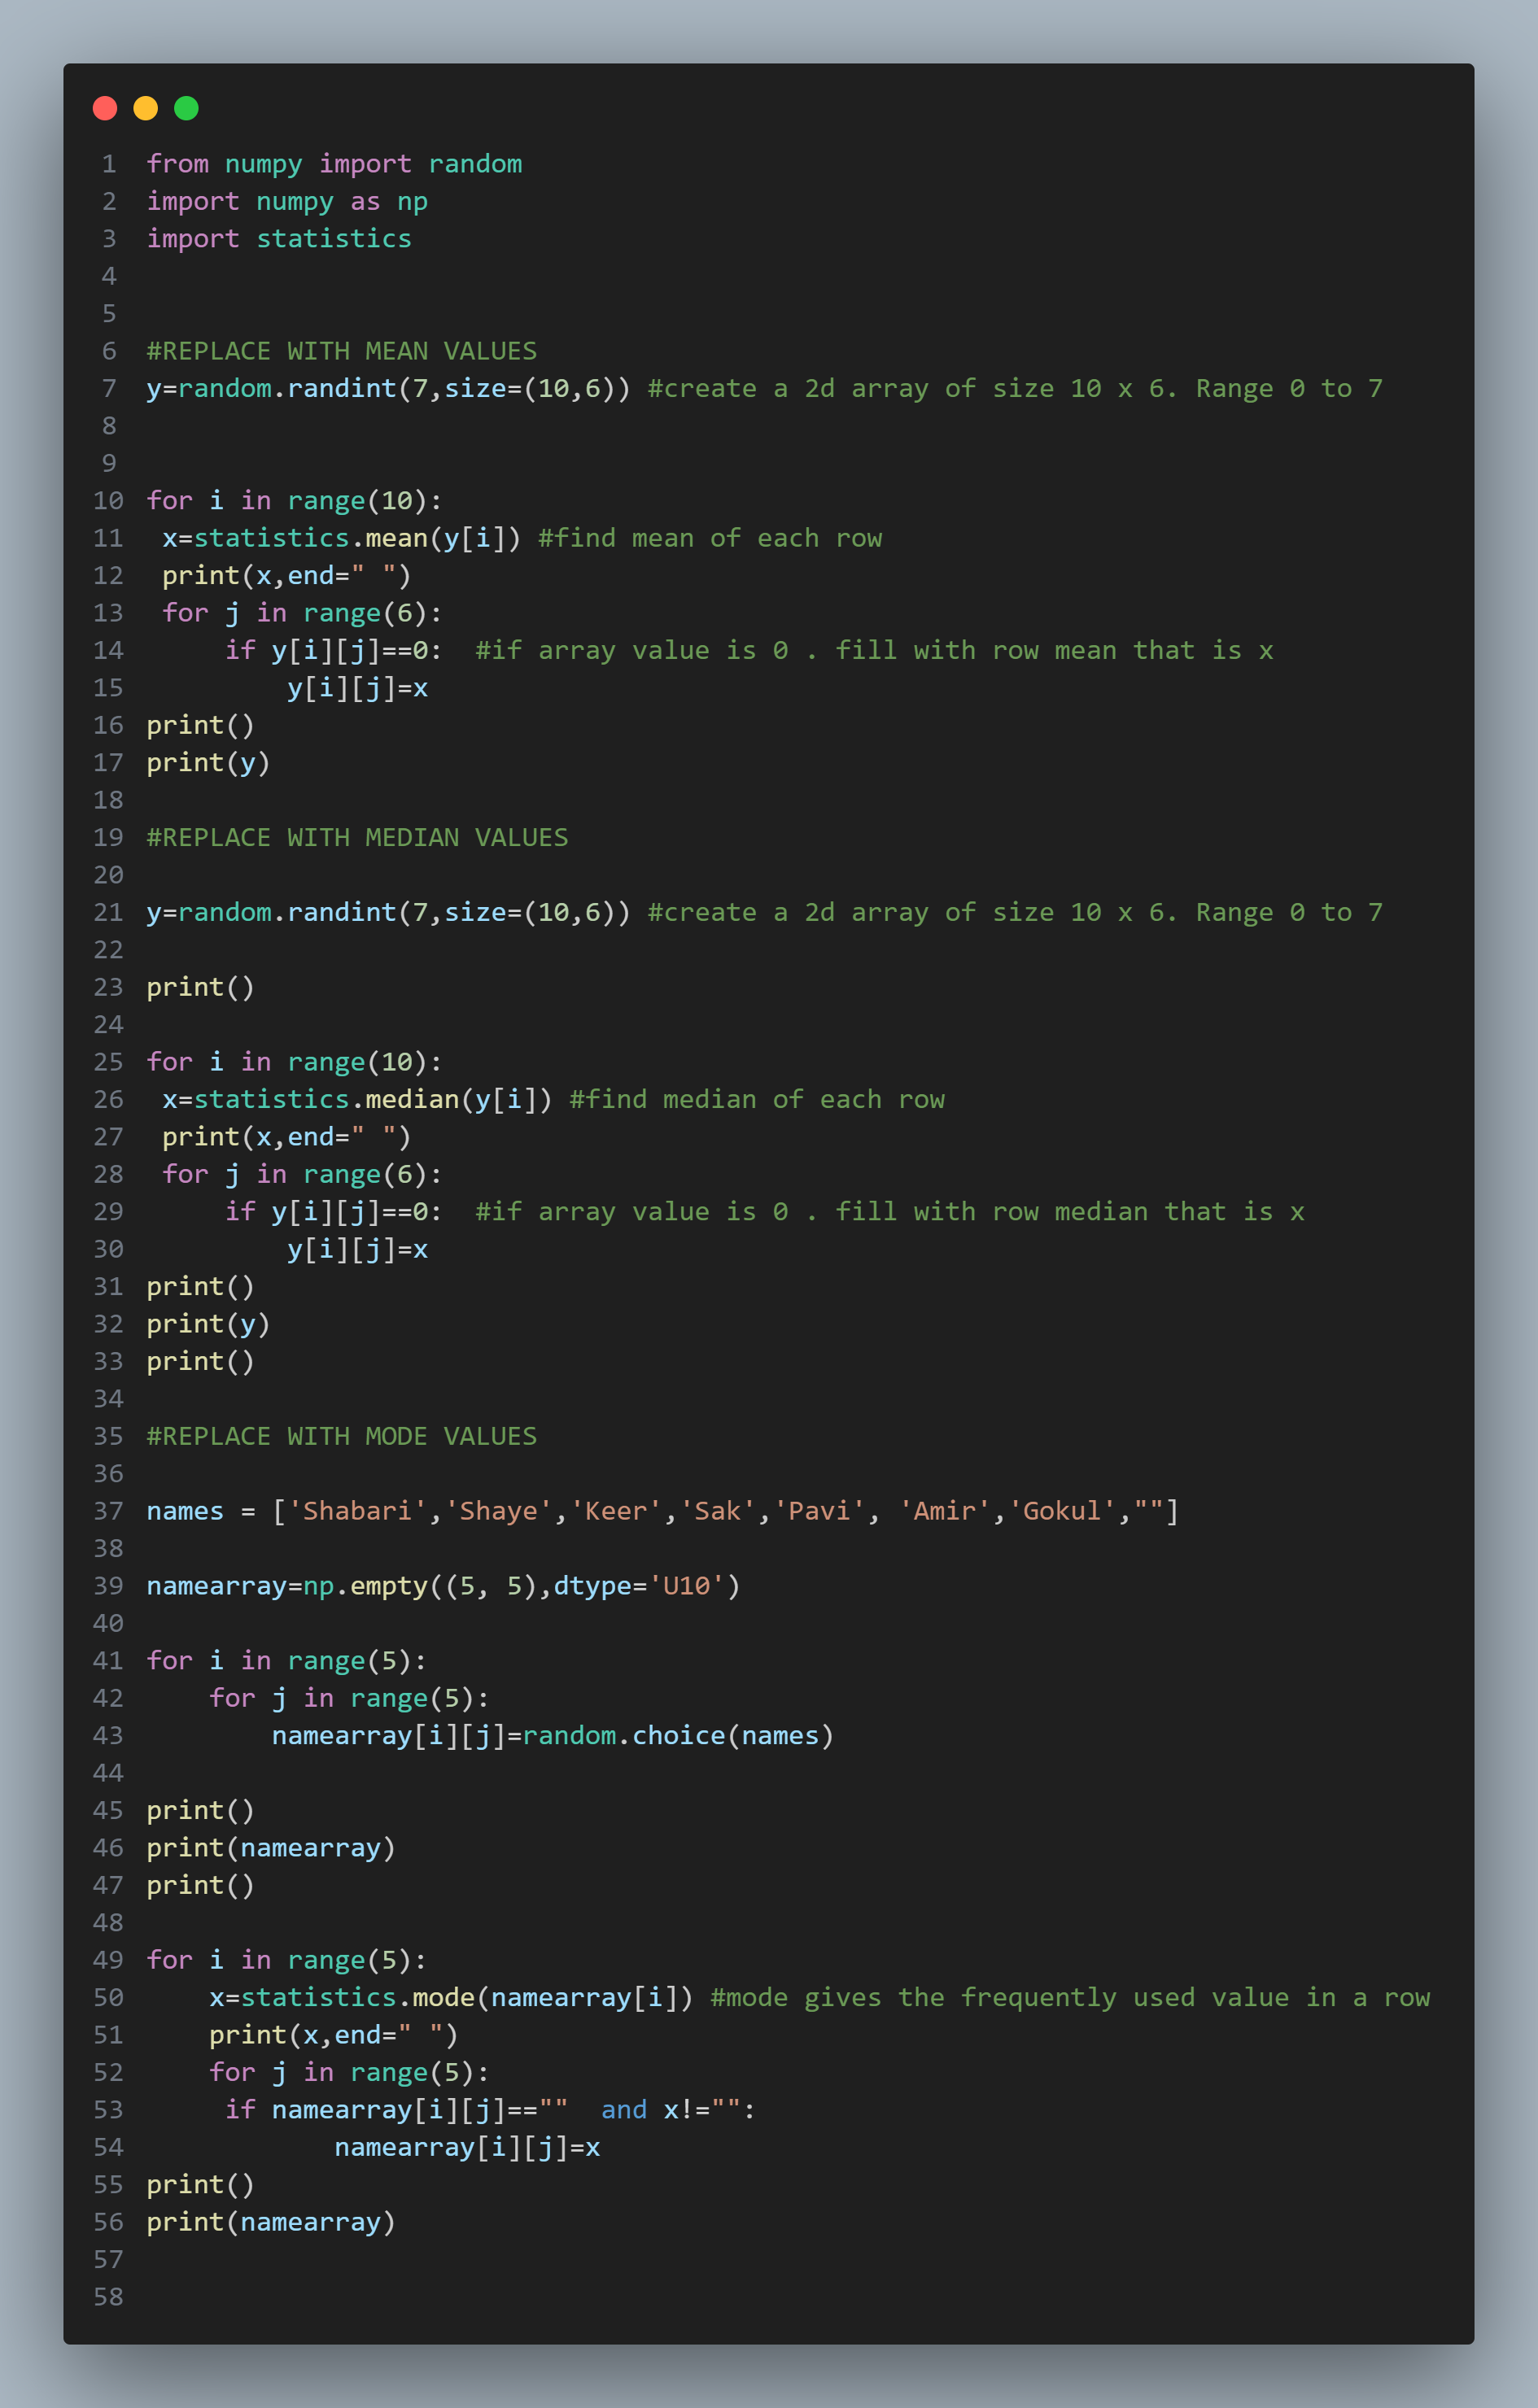 1 from numpy import random
2 import numpy as np
3 import statistics
4
5
6 #REPLACE WITH MEAN VALUES
7 y=random.randint(7,size=(10,6)) #create a 2d array of size 10 x 6. Range 0 to 7
8
9
10 for i in range(10):
11  x=statistics.mean(y[i]) #find mean of each row
12  print(x,end=" ")
13  for j in range(6):
14      if y[i][j]==0:  #if array value is 0 . fill with row mean that is x
15          y[i][j]=x
16 print()
17 print(y)
18
19 #REPLACE WITH MEDIAN VALUES
20
21 y=random.randint(7,size=(10,6)) #create a 2d array of size 10 x 6. Range 0 to 7
22
23 print()
24
25 for i in range(10):
26  x=statistics.median(y[i]) #find median of each row
27  print(x,end=" ")
28  for j in range(6):
29      if y[i][j]==0:  #if array value is 0 . fill with row median that is x
30          y[i][j]=x
31 print()
32 print(y)
33 print()
34
35 #REPLACE WITH MODE VALUES
36
37 names = ['Shabari','Shaye','Keer','Sak','Pavi', 'Amir','Gokul',""]
38
39 namearray=np.empty((5, 5),dtype='U10')
40
41 for i in range(5):
42     for j in range(5):
43         namearray[i][j]=random.choice(names)
44
45 print()
46 print(namearray)
47 print()
48
49 for i in range(5):
50     x=statistics.mode(namearray[i]) #mode gives the frequently used value in a row
51     print(x,end=" ")
52     for j in range(5):
53      if namearray[i][j]==""  and x!="":
54             namearray[i][j]=x
55 print()
56 print(namearray)
57
58